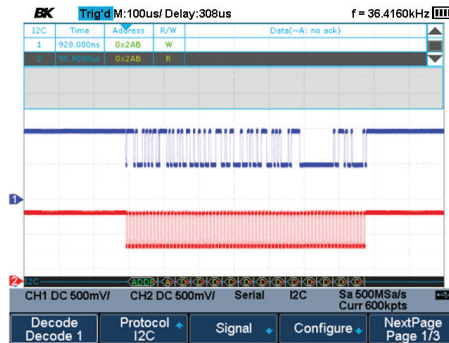 BK Trig'd M:100us/ Delay:308us f = 36.4160kHz
I2C Time Address R/W Data(~A: no ack)
1 928.000ns 0x2AB W
2 0x2AB R
1
2 I2C ADDR A D D D D D D D D D D D D
CH1 DC 500mV/ CH2 DC 500mV/ Serial I2C Sa 500MSa/s
Curr 600kpts
Decode Protocol Signal Configure NextPage
Decode 1 I2C Page 1/3